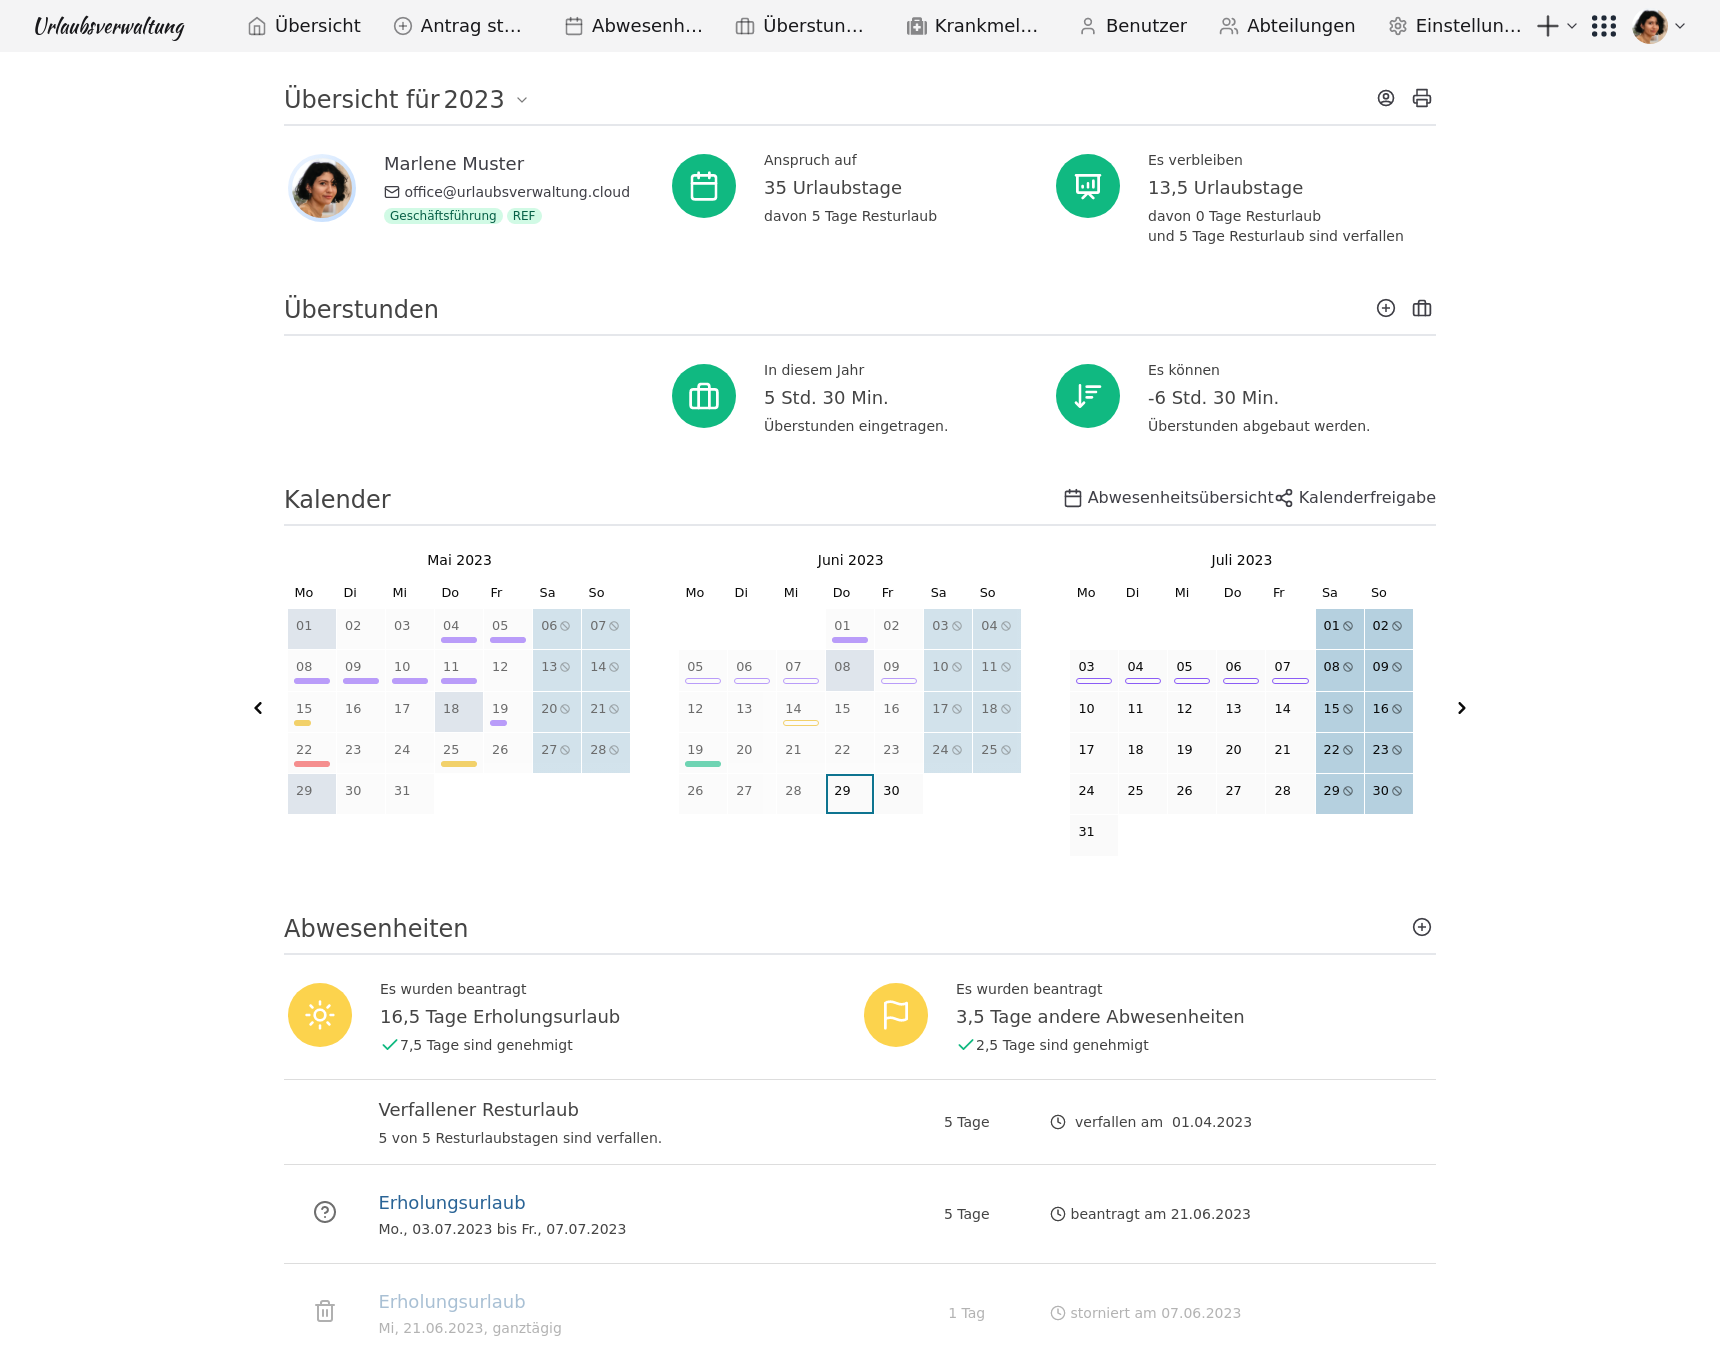 Urlaubsverwaltung Übersicht Antrag st... Abwesenh... Überstun... Krankmel... Benutzer Abteilungen Einstellun...
Übersicht für 2023
Marlene Muster
office@urlaubsverwaltung.cloud
Geschäftsführung REF
Anspruch auf
35 Urlaubstage
davon 5 Tage Resturlaub
Es verbleiben
13,5 Urlaubstage
davon 0 Tage Resturlaub
und 5 Tage Resturlaub sind verfallen
Überstunden
In diesem Jahr
5 Std. 30 Min.
Überstunden eingetragen.
Es können
-6 Std. 30 Min.
Überstunden abgebaut werden.
Kalender Abwesenheitsübersicht Kalenderfreigabe
Mai 2023
Mo Di Mi Do Fr Sa So
01 02 03 04 05 06 07
08 09 10 11 12 13 14
15 16 17 18 19 20 21
22 23 24 25 26 27 28
29 30 31
Juni 2023
Mo Di Mi Do Fr Sa So
01 02 03 04
05 06 07 08 09 10 11
12 13 14 15 16 17 18
19 20 21 22 23 24 25
26 27 28 29 30
Juli 2023
Mo Di Mi Do Fr Sa So
01 02
03 04 05 06 07 08 09
10 11 12 13 14 15 16
17 18 19 20 21 22 23
24 25 26 27 28 29 30
31
Abwesenheiten
Es wurden beantragt
16,5 Tage Erholungsurlaub
7,5 Tage sind genehmigt
Es wurden beantragt
3,5 Tage andere Abwesenheiten
2,5 Tage sind genehmigt
Verfallener Resturlaub
5 von 5 Resturlaubstagen sind verfallen.
5 Tage verfallen am 01.04.2023
Erholungsurlaub
Mo., 03.07.2023 bis Fr., 07.07.2023
5 Tage beantragt am 21.06.2023
Erholungsurlaub
Mi, 21.06.2023, ganztägig
1 Tag storniert am 07.06.2023